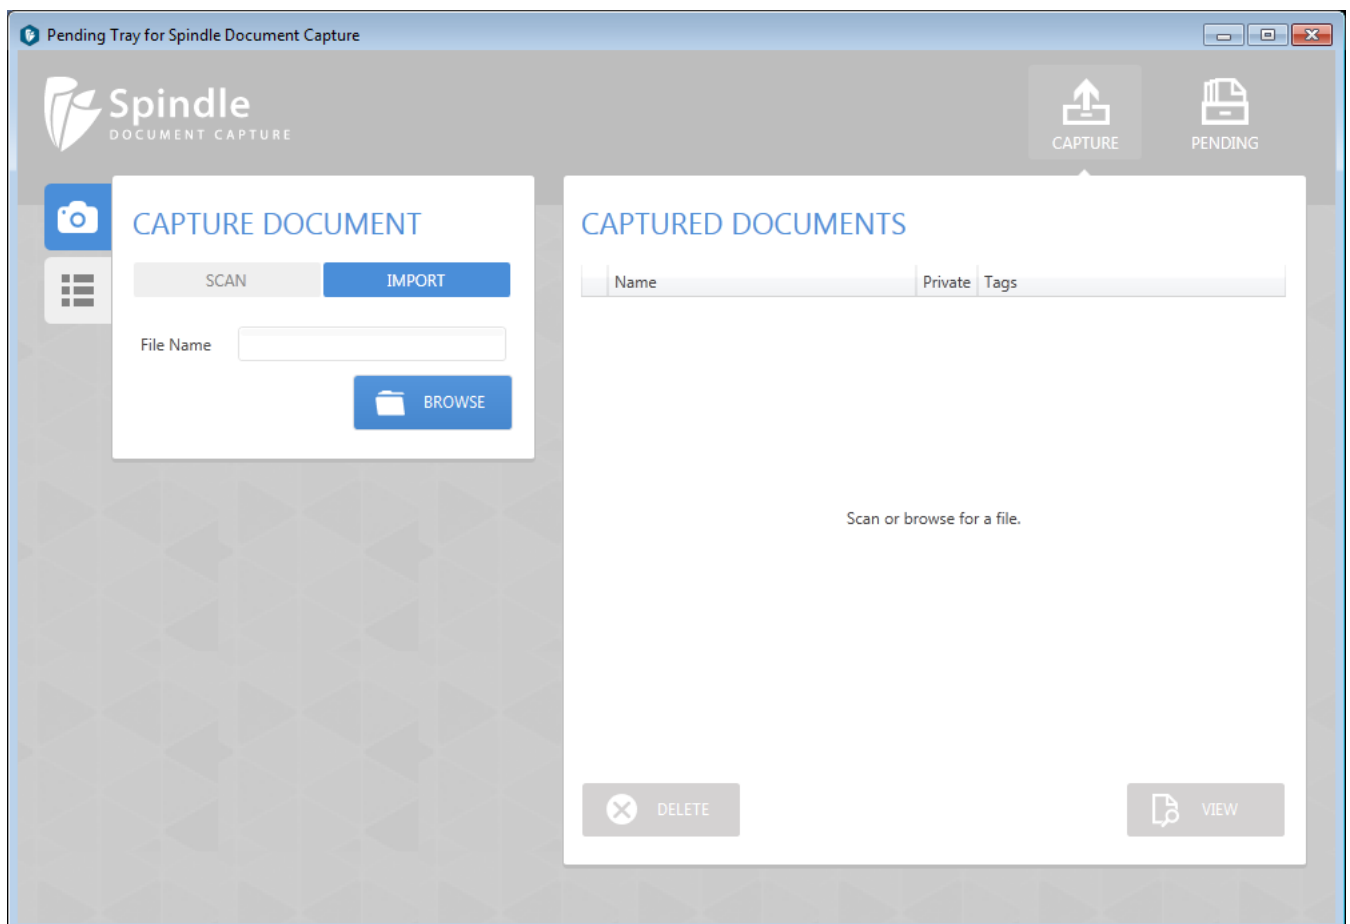 Pending Tray for Spindle Document Capture
Spindle
DOCUMENT CAPTURE
CAPTURE
PENDING
CAPTURE DOCUMENT
SCAN
IMPORT
File Name
BROWSE
CAPTURED DOCUMENTS
Name
Private
Tags
Scan or browse for a file.
DELETE
VIEW